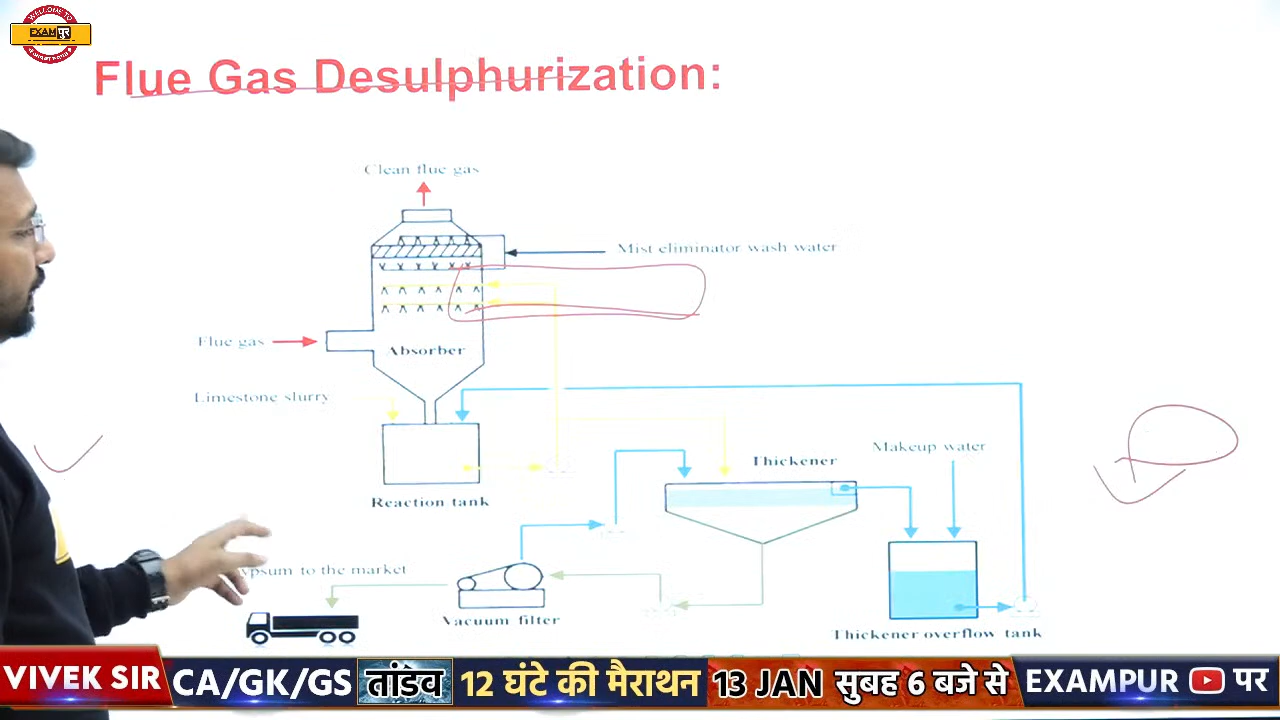 WELCOME TO
EXAMपुर
Flue Gas Desulphurization:
Clean flue gas
Mist eliminator wash water
Flue gas
Absorber
Limestone slurry
Reaction tank
Thickener
Makeup water
ypsum to the market
Vacuum filter
Thickener overflow tank
VIVEK SIR
CA/GK/GS
तांडव
12 घंटे की मैराथन
13 JAN सुबह 6 बजे से
EXAMPUR पर